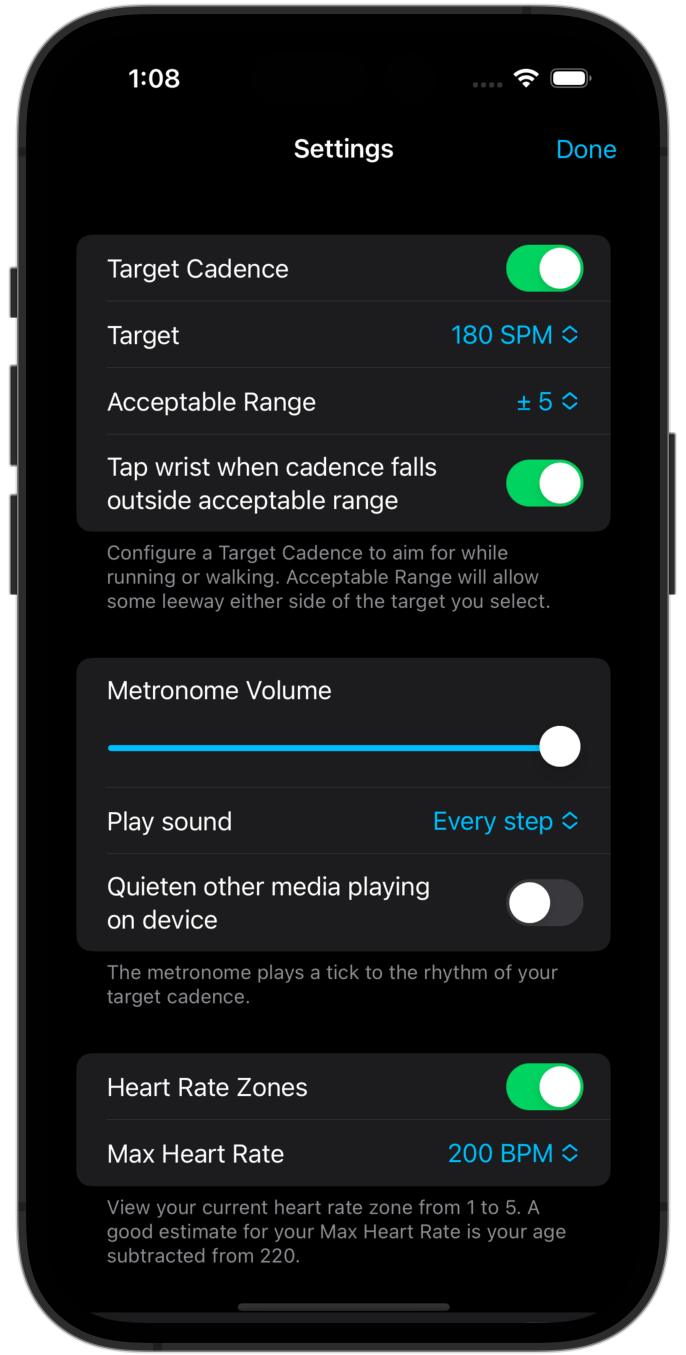 1:08
Settings
Done
Target Cadence
Target
180 SPM
Acceptable Range
± 5
Tap wrist when cadence falls
outside acceptable range
Configure a Target Cadence to aim for while
running or walking. Acceptable Range will allow
some leeway either side of the target you select.
Metronome Volume
Play sound
Every step
Quieten other media playing
on device
The metronome plays a tick to the rhythm of your
target cadence.
Heart Rate Zones
Max Heart Rate
200 BPM
View your current heart rate zone from 1 to 5. A
good estimate for your Max Heart Rate is your age
subtracted from 220.